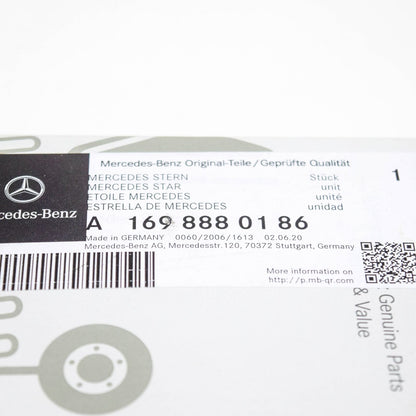 Mercedes-Benz Original-Teile/Geprüfte Qualität
MERCEDES STERN Stück 1
MERCEDES STAR unit
ETOILE MERCEDES unité
ESTRELLA DE MERCEDES unidad
cedes-Benz
A 169 888 01 86
Made in GERMANY 0060/2006/1613 02.06.20
Mercedes-Benz AG, Mercedesstr.120, 70372 Stuttgart, Germany
More information on
http://p.mb-qr.com
Genuine Parts
& Value